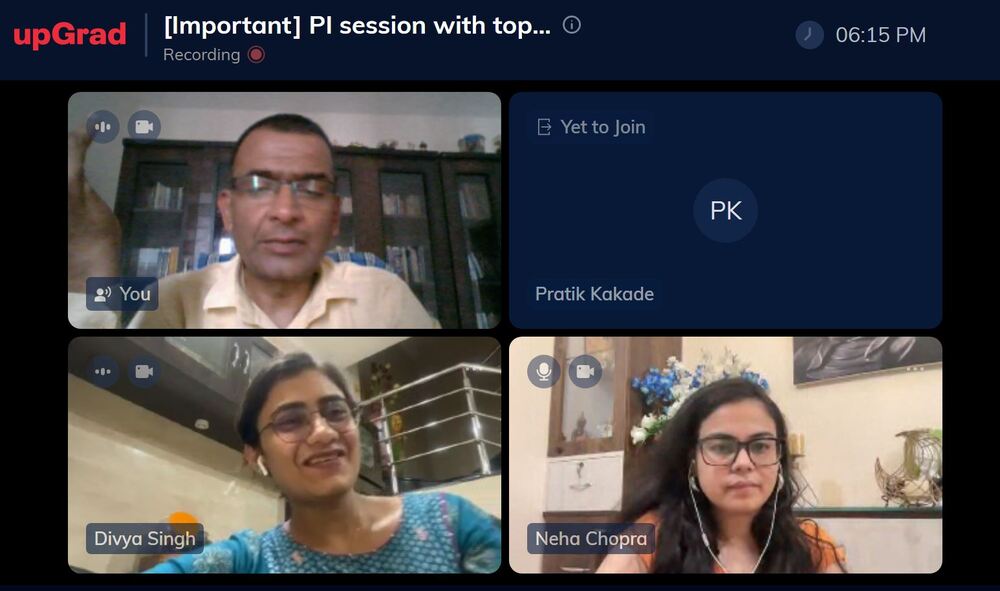 upGrad
[Important] PI session with top...
Recording
06:15 PM
Yet to Join
PK
You
Pratik Kakade
Divya Singh
Neha Chopra